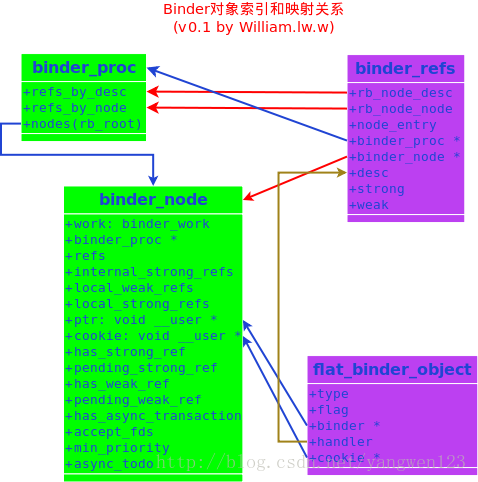 Binder对象索引和映射关系
(v0.1 by William.lw.w)
binder_proc
+refs_by_desc
+refs_by_node
+nodes(rb_root)
binder_refs
+rb_node_desc
+rb_node_node
+node_entry
+binder_proc *
+binder_node *
+desc
+strong
+weak
binder_node
+work: binder_work
+binder_proc *
+refs
+internal_strong_refs
+local_weak_refs
+local_strong_refs
+ptr: void __user *
+cookie: void __user *
+has_strong_ref
+pending_strong_ref
+has_weak_ref
+pending_weak_ref
+has_async_transaction
+accept_fds
+min_priority
+async_todo
flat_binder_object
+type
+flag
+binder *
+handler
+cookie *
http://blog.csdn.net/yangwen123